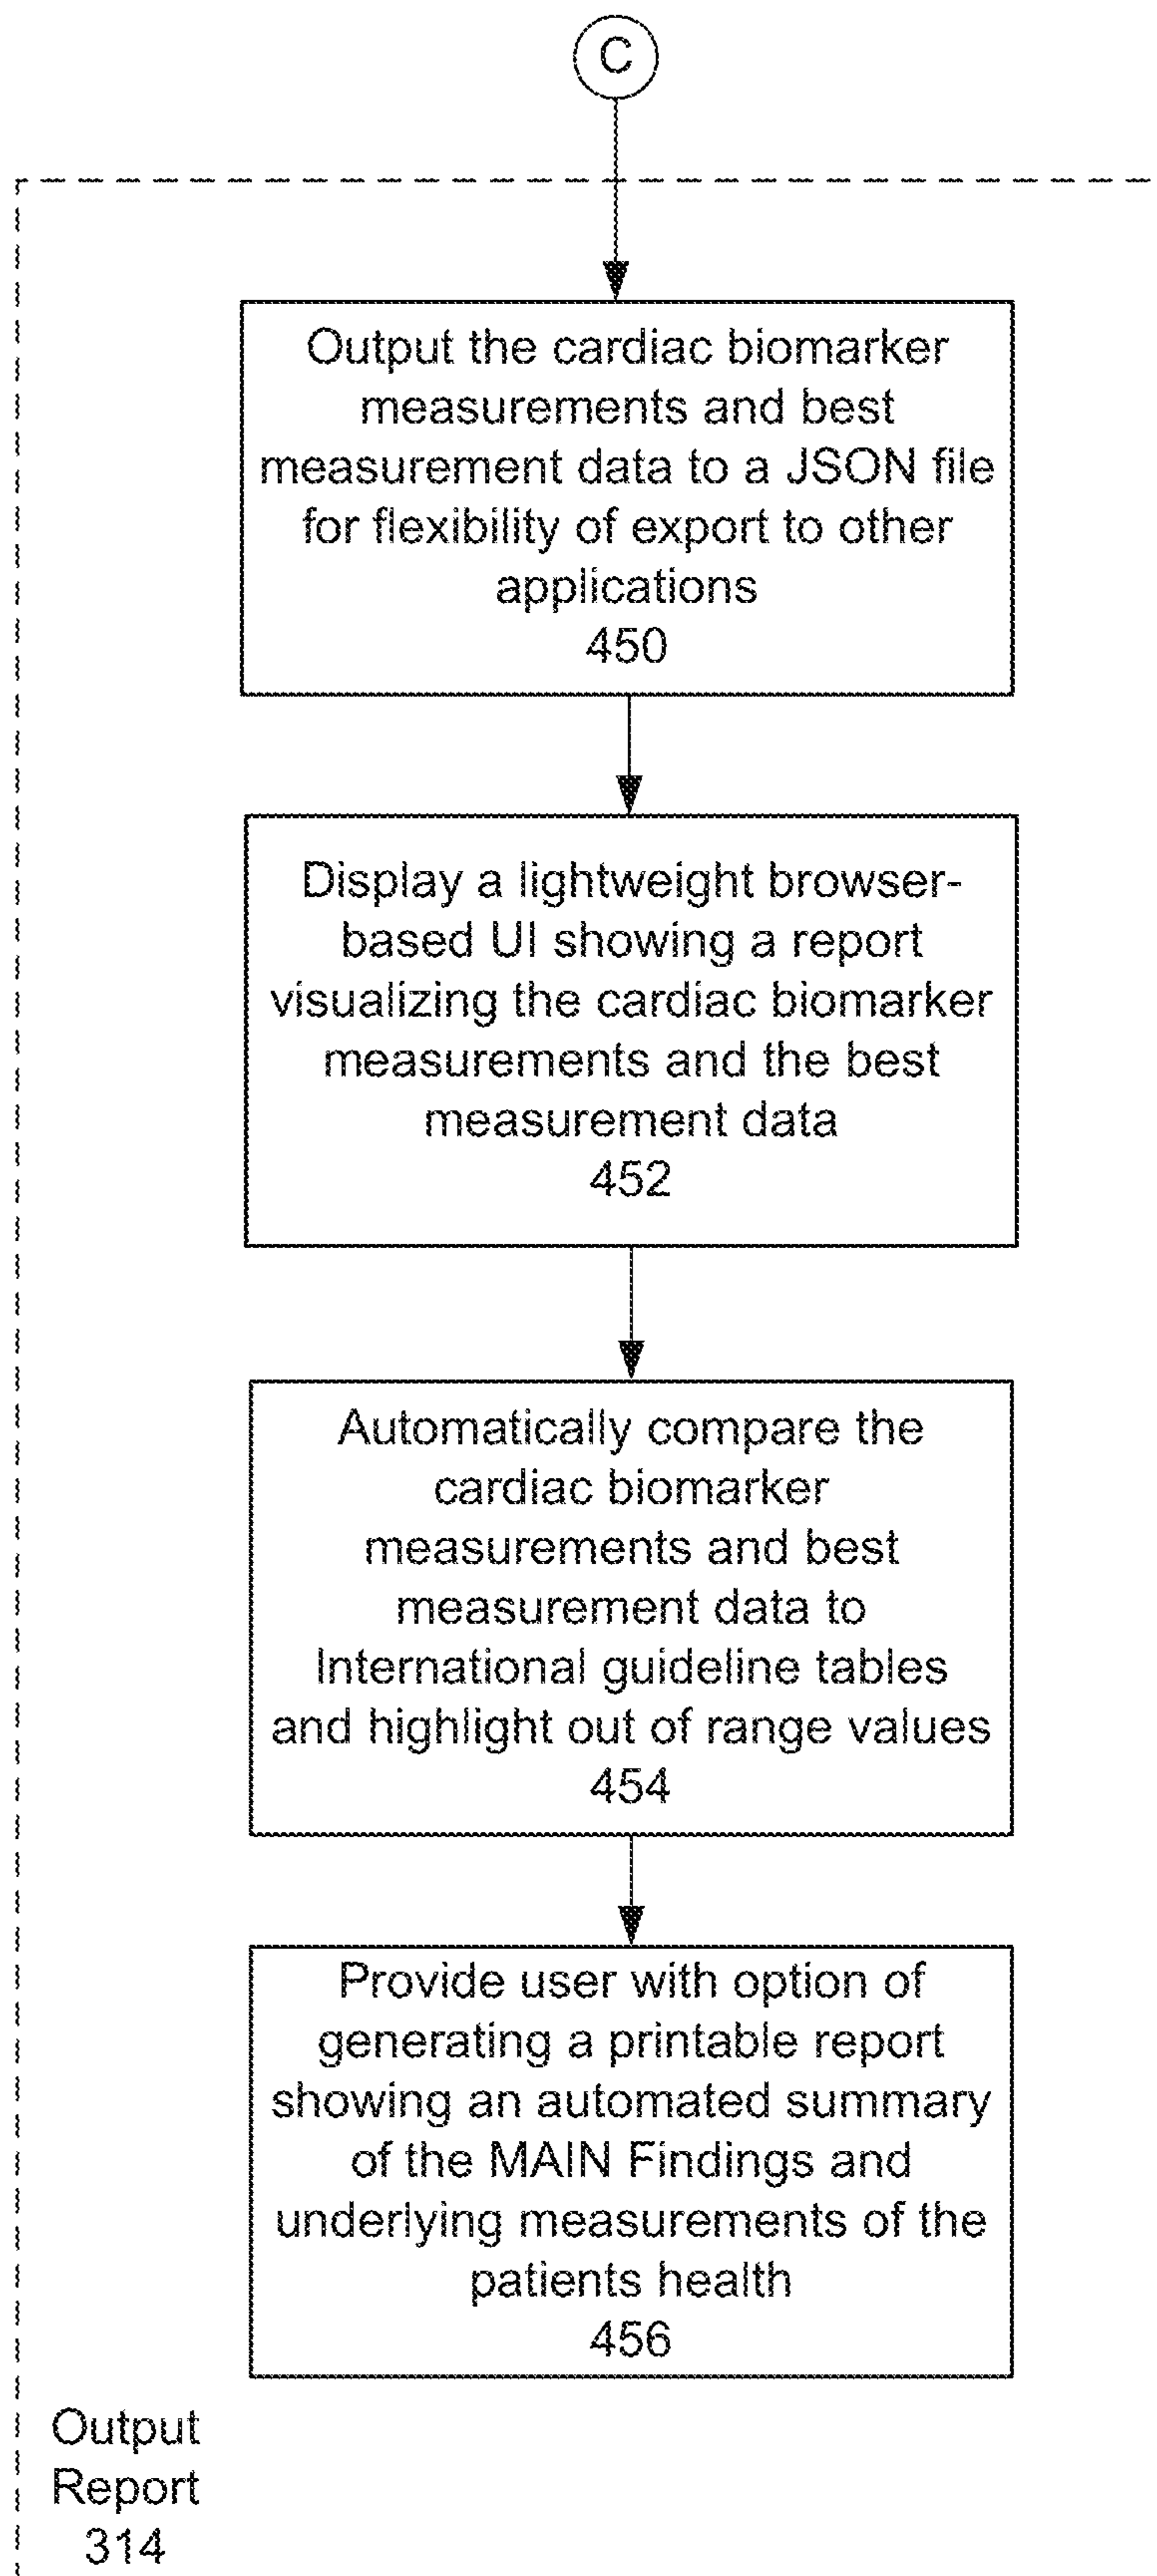 C
Output the cardiac biomarker
measurements and best
measurement data to a JSON file
for flexibility of export to other
applications
450
Display a lightweight browser-
based UI showing a report
visualizing the cardiac biomarker
measurements and the best
measurement data
452
Automatically compare the
cardiac biomarker
measurements and best
measurement data to
International guideline tables
and highlight out of range values
454
Provide user with option of
generating a printable report
showing an automated summary
of the MAIN Findings and
underlying measurements of the
patients health
456
Output
Report
314